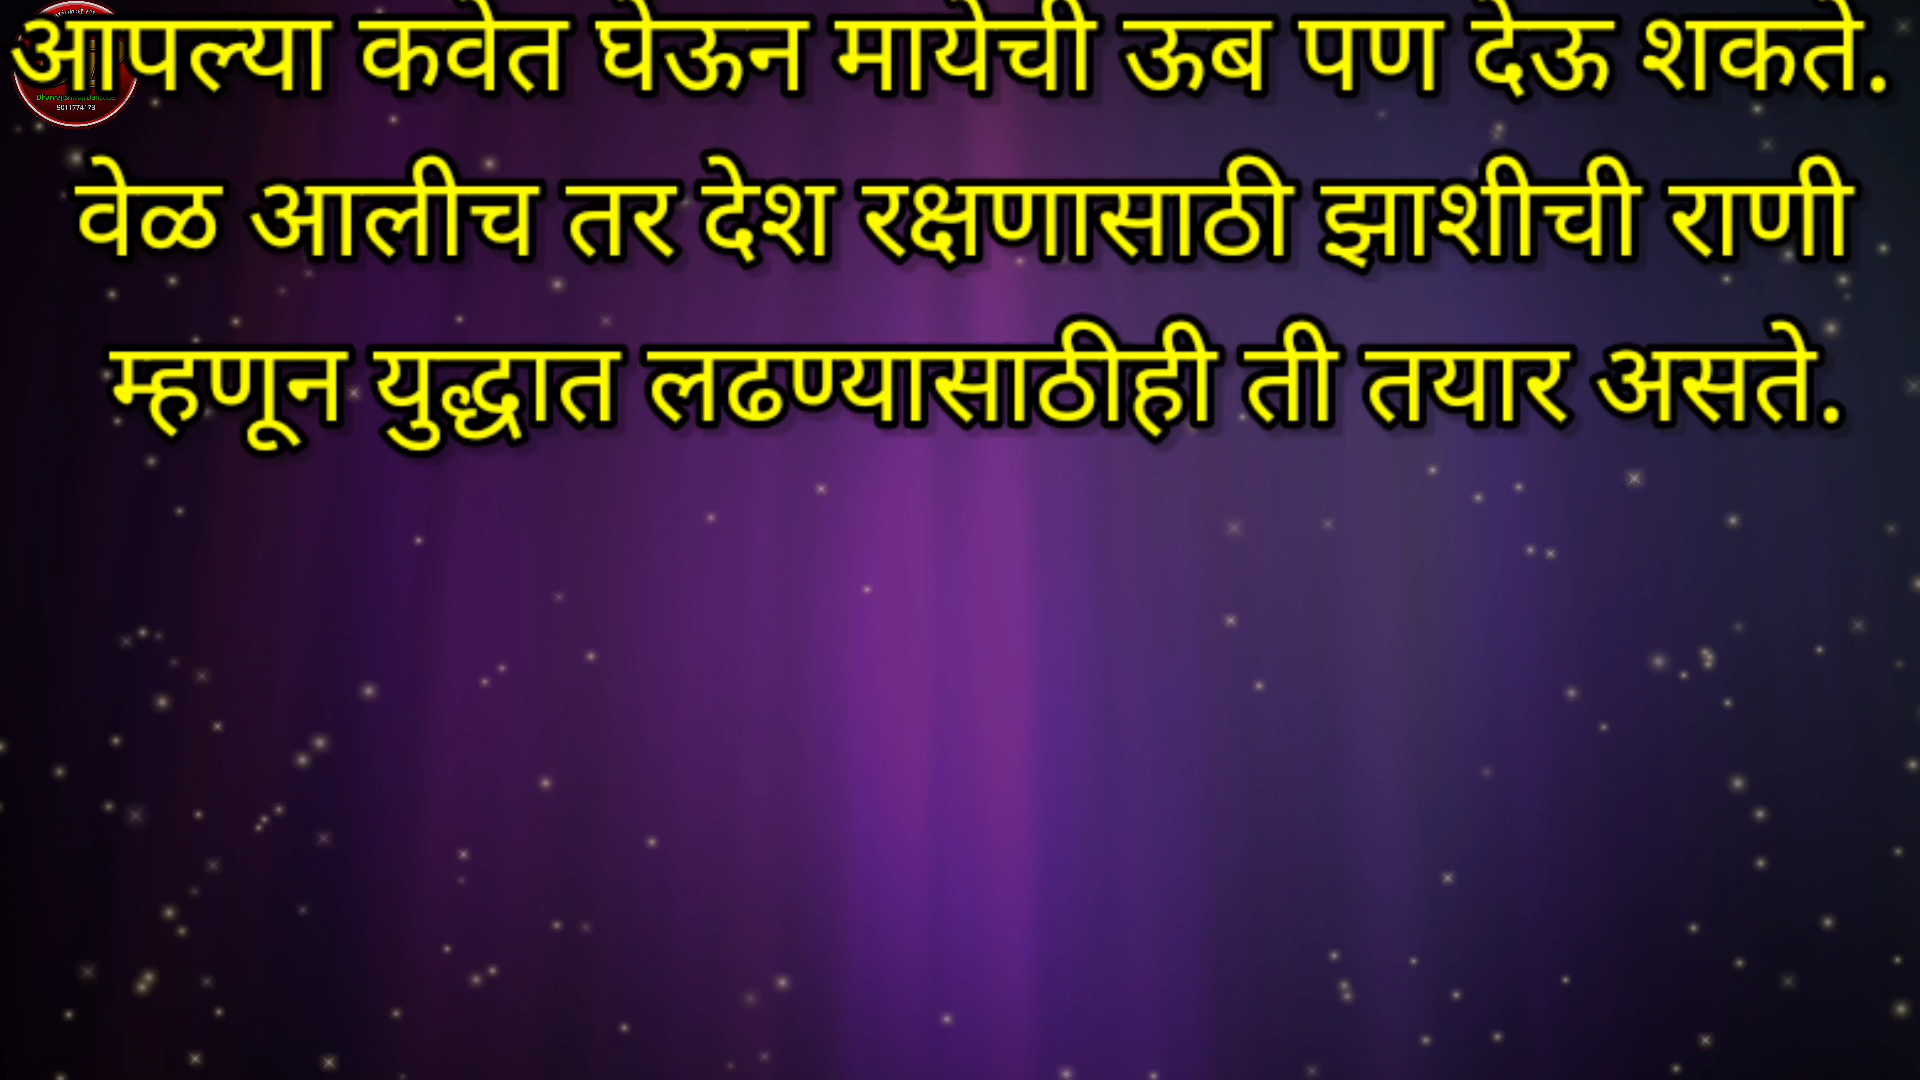 आपल्या कवेत घेऊन मायेची ऊब पण देऊ शकते.
वेळ आलीच तर देश रक्षणासाठी झाशीची राणी
म्हणून युद्धात लढण्यासाठीही ती तयार असते.